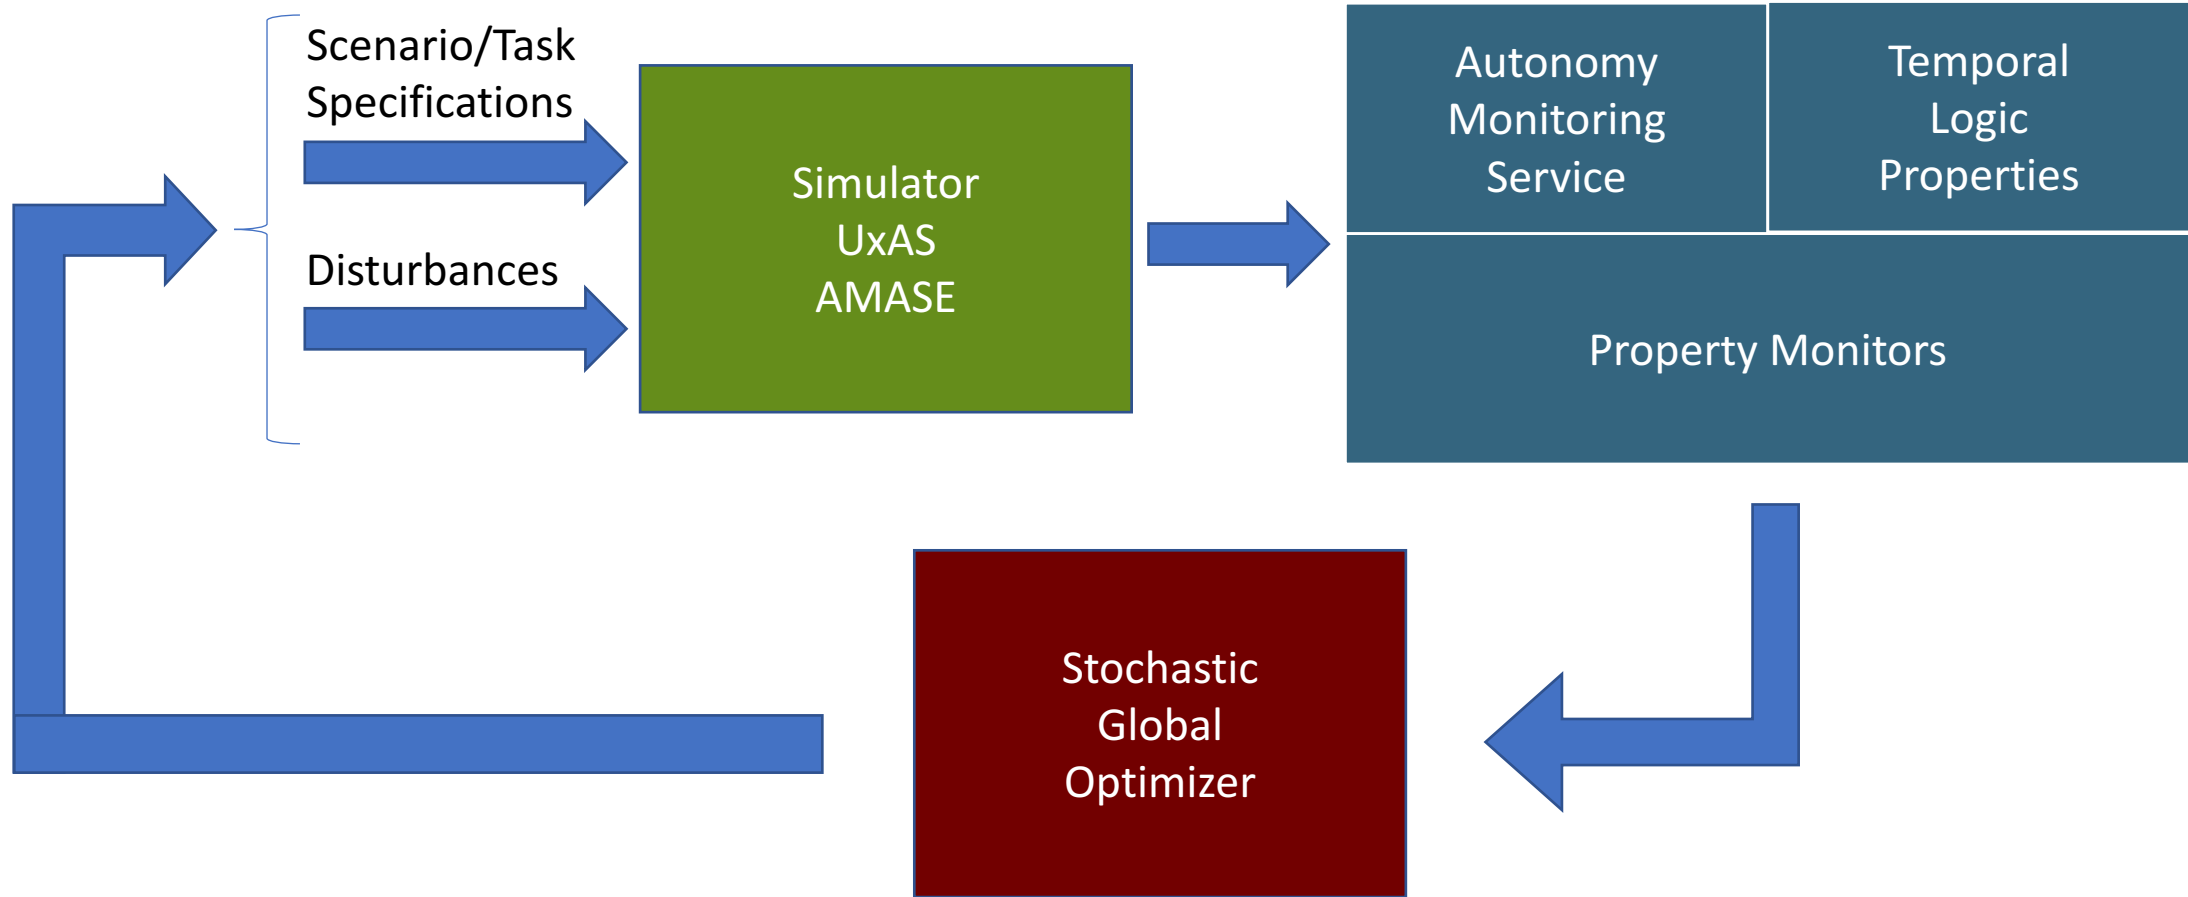 Scenario/Task
Specifications
Disturbances
Simulator
UxAS
AMASE
Autonomy
Monitoring
Service
Temporal
Logic
Properties
Property Monitors
Stochastic
Global
Optimizer